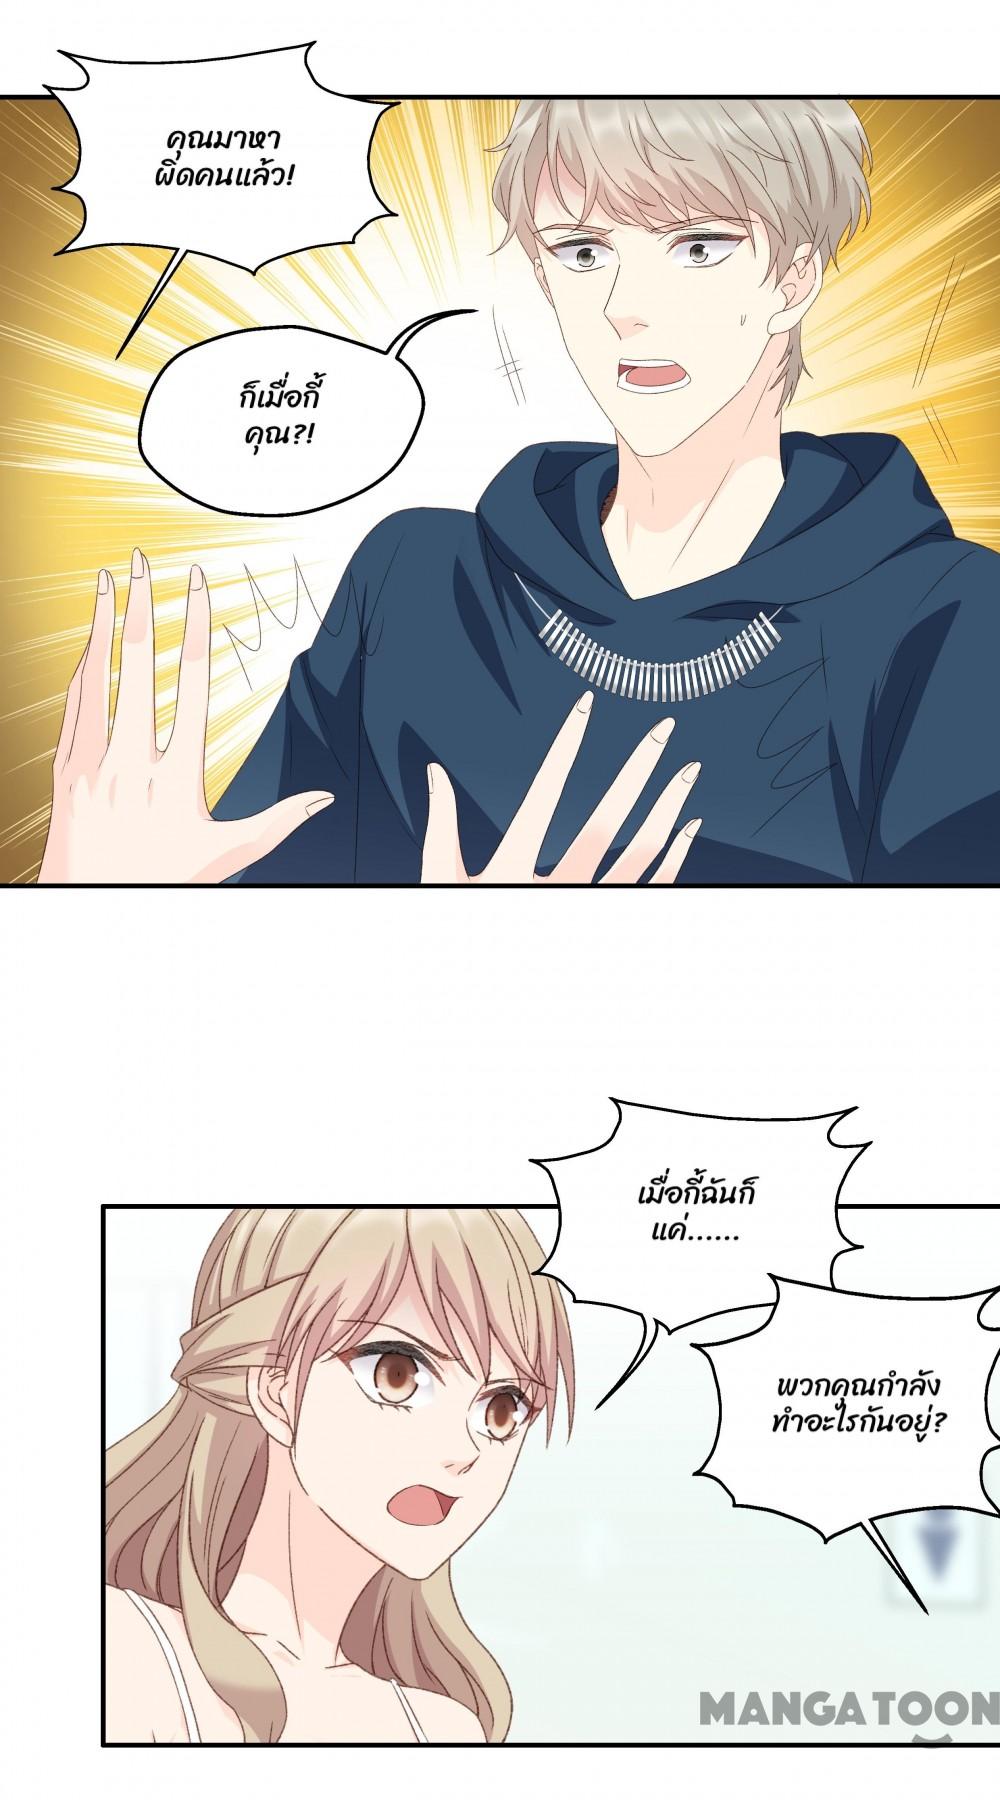 คุณมาหา
ผิดคนแล้ว!
ก็เมื่อกี้
คุณ?!
เมื่อกี้ฉันก็
แค่......
พวกคุณกำลัง
ทำอะไรกันอยู่?
MANGATOON